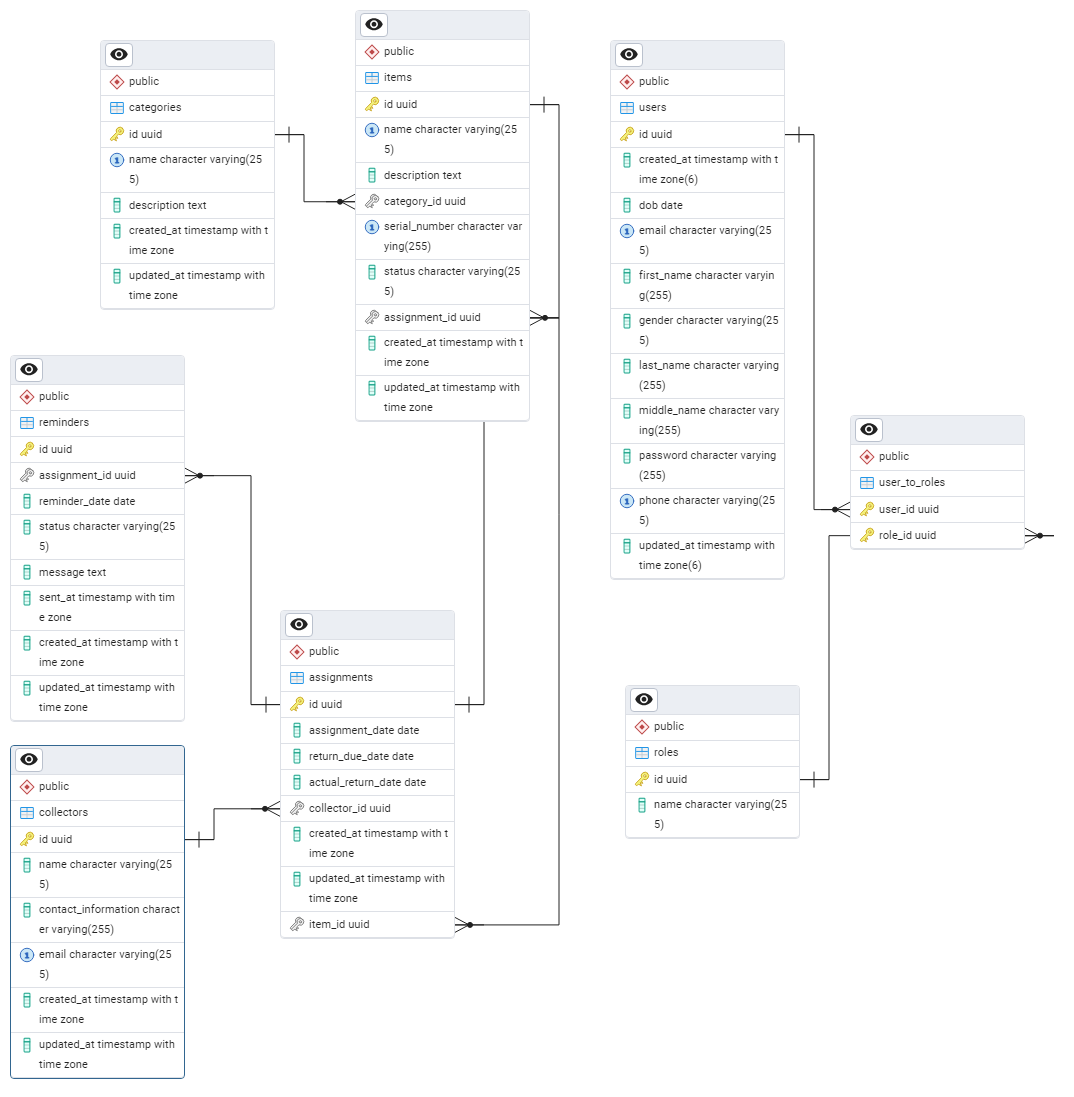 public
categories
id uuid
name character varying(25
5)
description text
created_at timestamp with t
ime zone
updated_at timestamp with
time zone
public
items
id uuid
name character varying(25
5)
description text
category_id uuid
serial_number character var
ying(255)
status character varying(25
5)
assignment_id uuid
created_at timestamp with t
ime zone
updated_at timestamp with
time zone
public
users
id uuid
created_at timestamp with t
ime zone(6)
dob date
email character varying(25
5)
first_name character varyin
g(255)
gender character varying(25
5)
last_name character varying
(255)
middle_name character vary
ing(255)
password character varying
(255)
phone character varying(25
5)
updated_at timestamp with
time zone(6)
public
reminders
id uuid
assignment_id uuid
reminder_date date
status character varying(25
5)
message text
sent_at timestamp with tim
e zone
created_at timestamp with t
ime zone
updated_at timestamp with
time zone
public
user_to_roles
user_id uuid
role_id uuid
public
assignments
id uuid
assignment_date date
return_due_date date
actual_return_date date
collector_id uuid
created_at timestamp with t
ime zone
updated_at timestamp with
time zone
item_id uuid
public
roles
id uuid
name character varying(25
5)
public
collectors
id uuid
name character varying(25
5)
contact_information charact
er varying(255)
email character varying(25
5)
created_at timestamp with t
ime zone
updated_at timestamp with
time zone